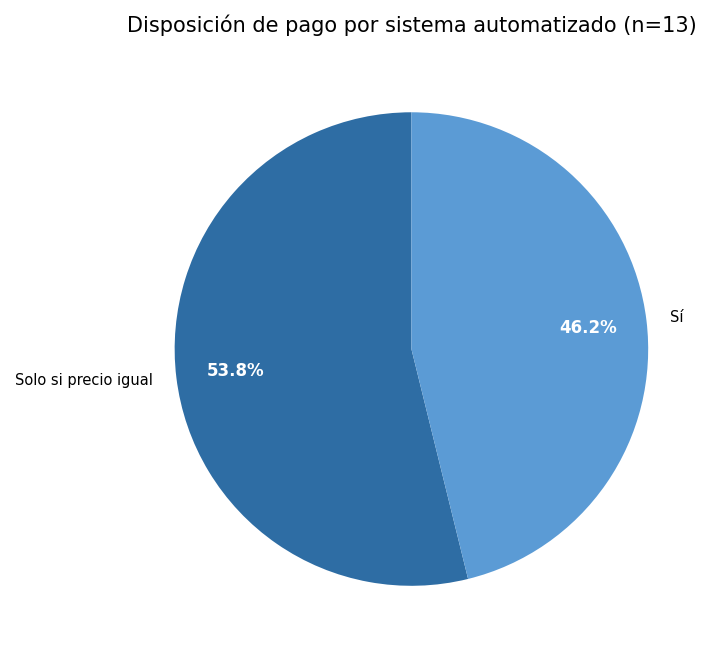 Disposición de pago por sistema automatizado (n=13)
Sí
46.2%
53.8%
Solo si precio igual